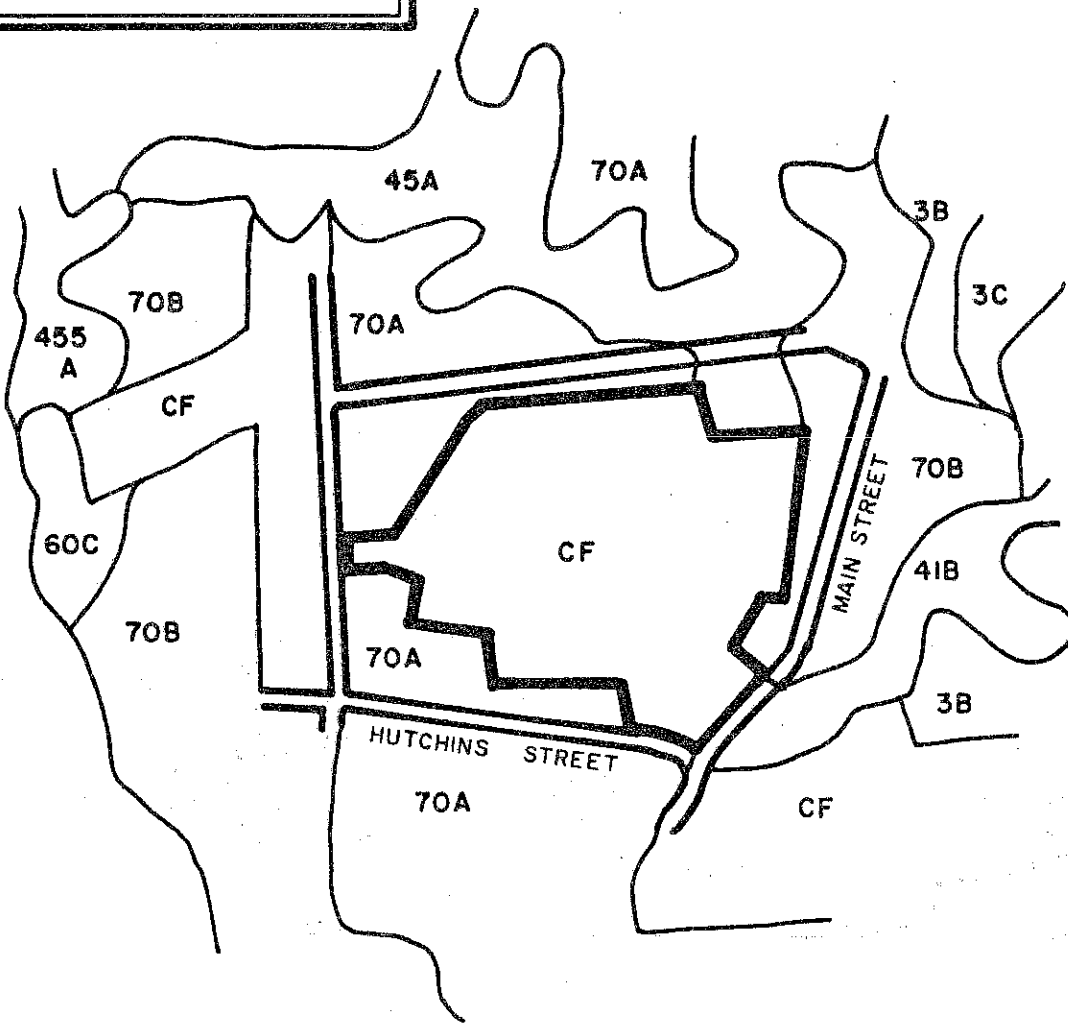 45A
70A
3B
70B
3C
70A
455
A
CF
70B
MAIN STREET
CF
60C
41B
70B
70A
3B
HUTCHINS STREET
70A
CF